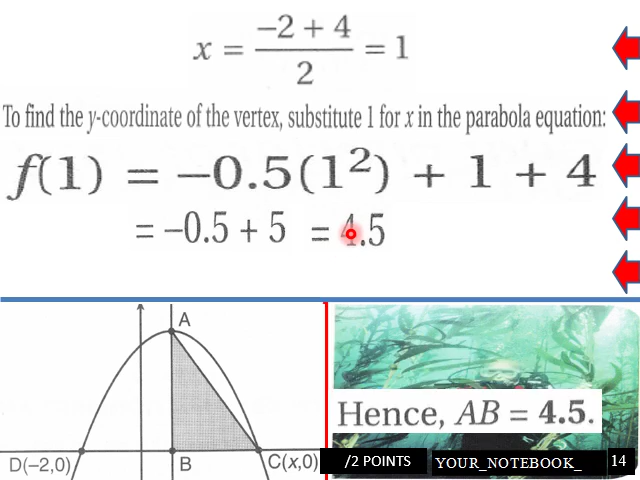 x = (-2 + 4)/2 = 1
To find the y-coordinate of the vertex, substitute 1 for x in the parabola equation:
f(1) = −0.5(1²) + 1 + 4
= −0.5 + 5 = 4.5
A
D(−2,0)
B
C(x,0)
Hence, AB = 4.5.
/2 POINTS
YOUR_NOTEBOOK_
14